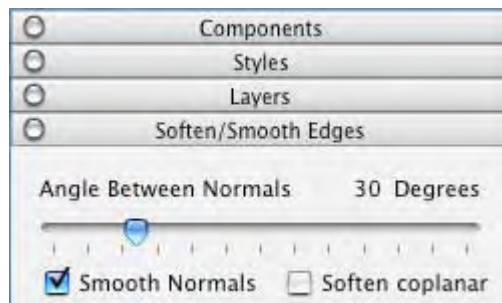 Components
Styles
Layers
Soften/Smooth Edges
Angle Between Normals 30 Degrees
Smooth Normals Soften coplanar